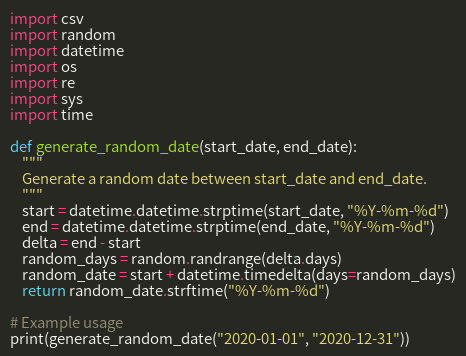 import csv
import random
import datetime
import os
import re
import sys
import time

def generate_random_date(start_date, end_date):
    """
    Generate a random date between start_date and end_date.
    """
    start = datetime.datetime.strptime(start_date, "%Y-%m-%d")
    end = datetime.datetime.strptime(end_date, "%Y-%m-%d")
    delta = end - start
    random_days = random.randrange(delta.days)
    random_date = start + datetime.timedelta(days=random_days)
    return random_date.strftime("%Y-%m-%d")

# Example usage
print(generate_random_date("2020-01-01", "2020-12-31"))